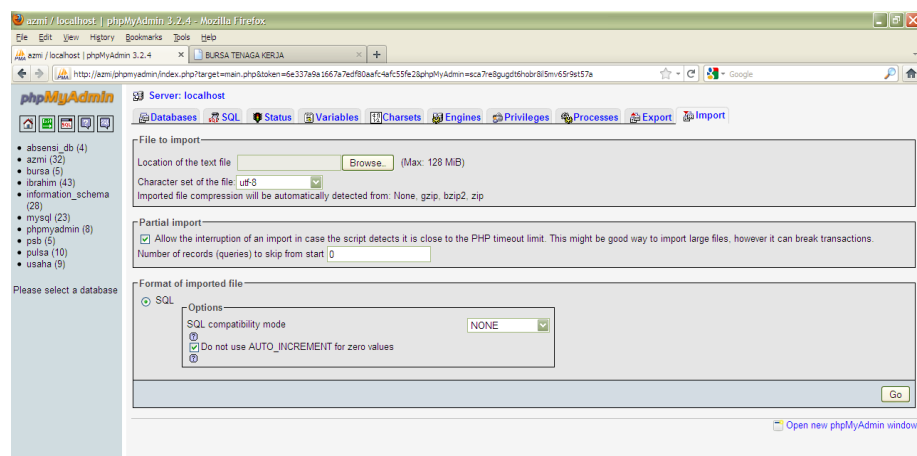 azmi / localhost | phpMyAdmin 3.2.4 - Mozilla Firefox
File Edit View History Bookmarks Tools Help
azmi / localhost | phpMyAdmin 3.2.4 × BURSA TENAGA KERJA × +
http://azmi/phpmyadmin/index.php?target=main.php&token=6e337a9a1667a7edf80aafc4afc55fe2&phpMyAdmin=sca7re8gugdt6hobr8il5mv65r9st57a Google
phpMyAdmin
absensi_db (4)
azmi (32)
bursa (5)
ibrahim (43)
information_schema
(28)
mysql (23)
phpmyadmin (8)
psb (5)
pulsa (10)
usaha (9)
Please select a database
Server: localhost
Databases SQL Status Variables Charsets Engines Privileges Processes Export Import
File to import
Location of the text file Browse_ (Max: 128 MiB)
Character set of the file: utf-8
Imported file compression will be automatically detected from: None, gzip, bzip2, zip
Partial import
Allow the interruption of an import in case the script detects it is close to the PHP timeout limit. This might be good way to import large files, however it can break transactions.
Number of records (queries) to skip from start 0
Format of imported file
SQL
Options
SQL compatibility mode NONE
Do not use AUTO_INCREMENT for zero values
Go
Open new phpMyAdmin window